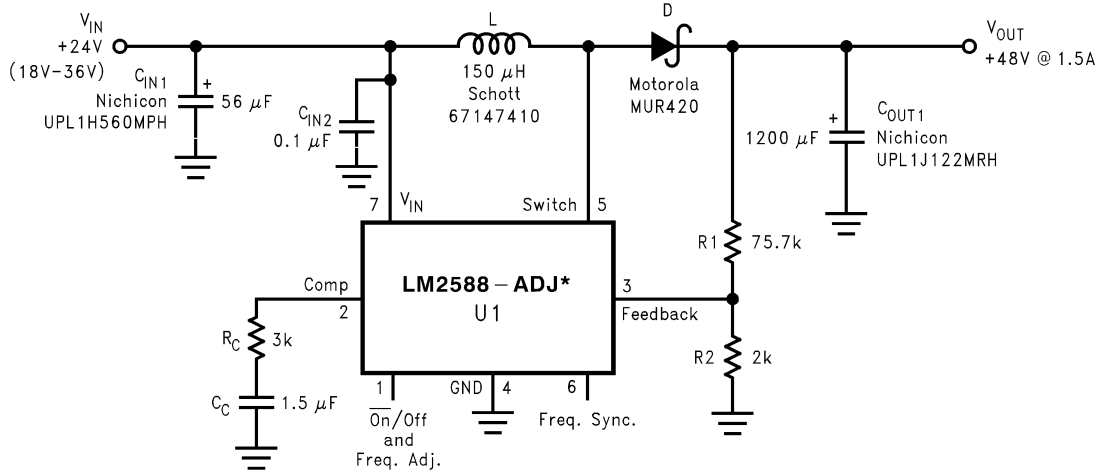 V_IN
+24V
(18V-36V)
C_IN1
Nichicon
UPL1H560MPH
+
56 µF
C_IN2
0.1 µF
L
150 µH
Schott
67147410
D
Motorola
MUR420
V_OUT
+48V @ 1.5A
+
1200 µF
C_OUT1
Nichicon
UPL1J122MRH
7
V_IN
Switch
5
R1
75.7k
LM2588-ADJ*
U1
Comp
2
3
Feedback
R_C
3k
C_C
1.5 µF
R2
2k
1
GND
4
6
O̅n̅/Off
and
Freq. Adj.
Freq. Sync.